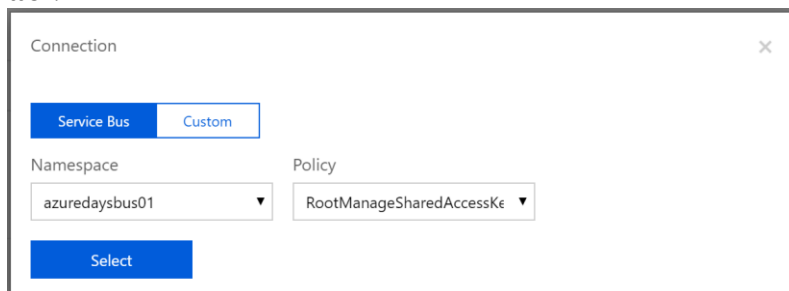 Connection
Service Bus Custom
Namespace Policy
azuredaysbus01 RootManageSharedAccessKe
Select